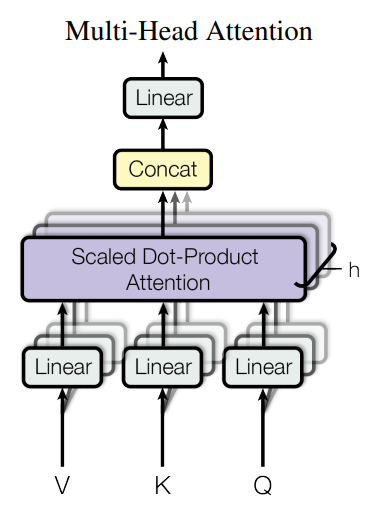 Multi-Head Attention
Linear
Concat
Scaled Dot-Product
Attention
h
Linear Linear Linear
V K Q